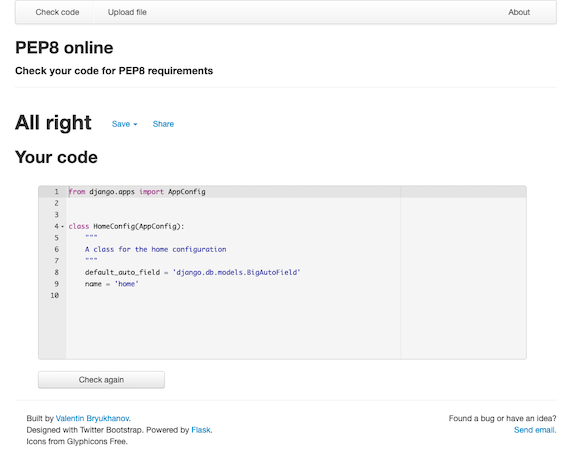 Check code Upload file About
PEP8 online
Check your code for PEP8 requirements
All right Save Share
Your code
1 from django.apps import AppConfig
2
3
4 class HomeConfig(AppConfig):
5 """
6 A class for the home configuration
7 """
8 default_auto_field = 'django.db.models.BigAutoField'
9 name = 'home'
10
Check again
Built by Valentin Bryukhanov. Found a bug or have an idea?
Designed with Twitter Bootstrap. Powered by Flask. Send email.
Icons from Glyphicons Free.